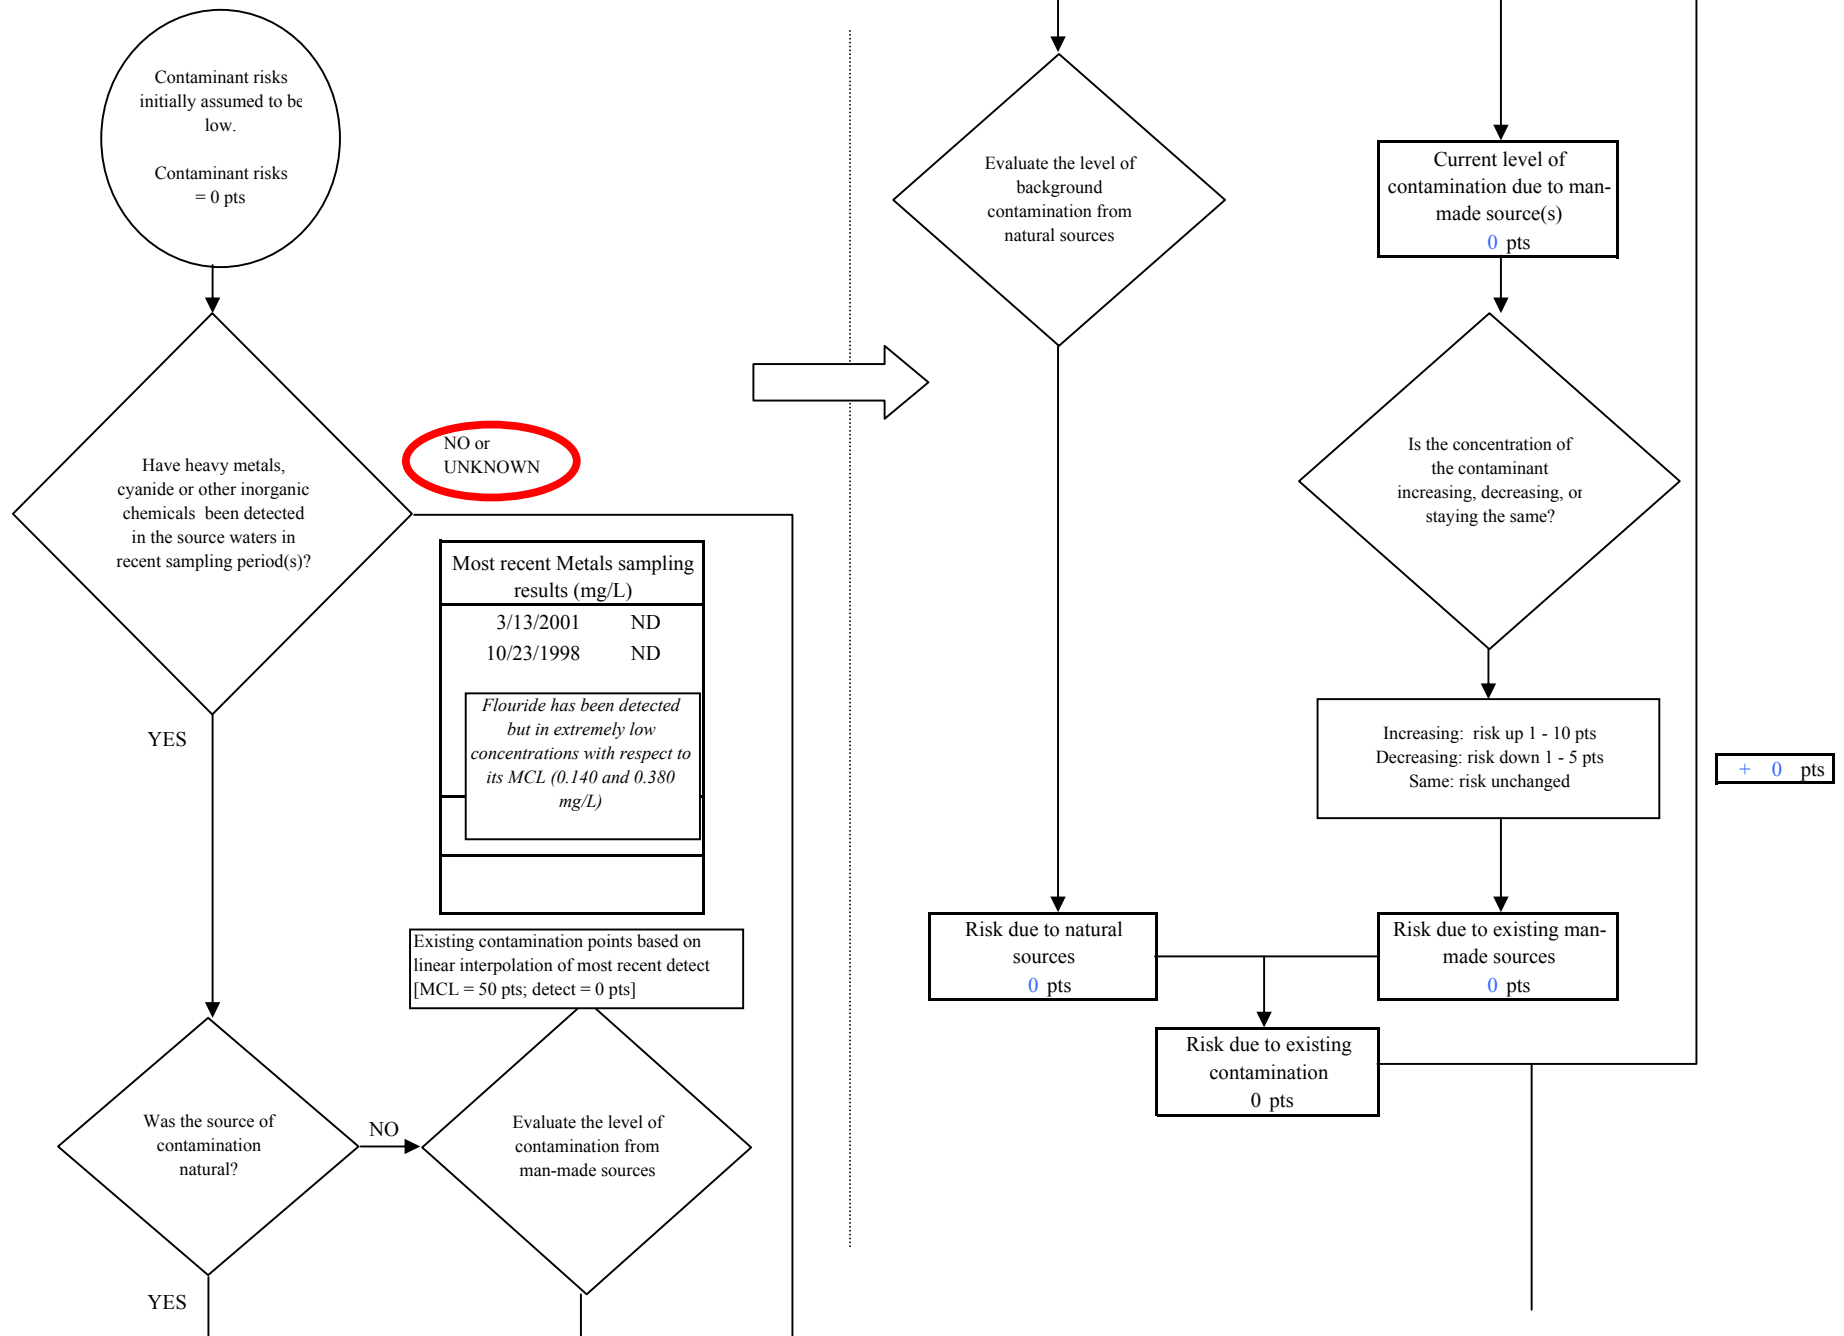 Contaminant risks
initially assumed to be
low.
Contaminant risks
= 0 pts
Have heavy metals,
cyanide or other inorganic
chemicals been detected
in the source waters in
recent sampling period(s)?
NO or
UNKNOWN
YES
Most recent Metals sampling
results (mg/L)
3/13/2001 ND
10/23/1998 ND
Flouride has been detected
but in extremely low
concentrations with respect to
its MCL (0.140 and 0.380
mg/L)
Existing contamination points based on
linear interpolation of most recent detect
[MCL = 50 pts; detect = 0 pts]
Was the source of
contamination
natural?
NO
Evaluate the level of
contamination from
man-made sources
YES
Evaluate the level of
background
contamination from
natural sources
Current level of
contamination due to man-
made source(s)
0 pts
Is the concentration of
the contaminant
increasing, decreasing, or
staying the same?
Increasing: risk up 1 - 10 pts
Decreasing: risk down 1 - 5 pts
Same: risk unchanged
+ 0 pts
Risk due to natural
sources
0 pts
Risk due to existing man-
made sources
0 pts
Risk due to existing
contamination
0 pts